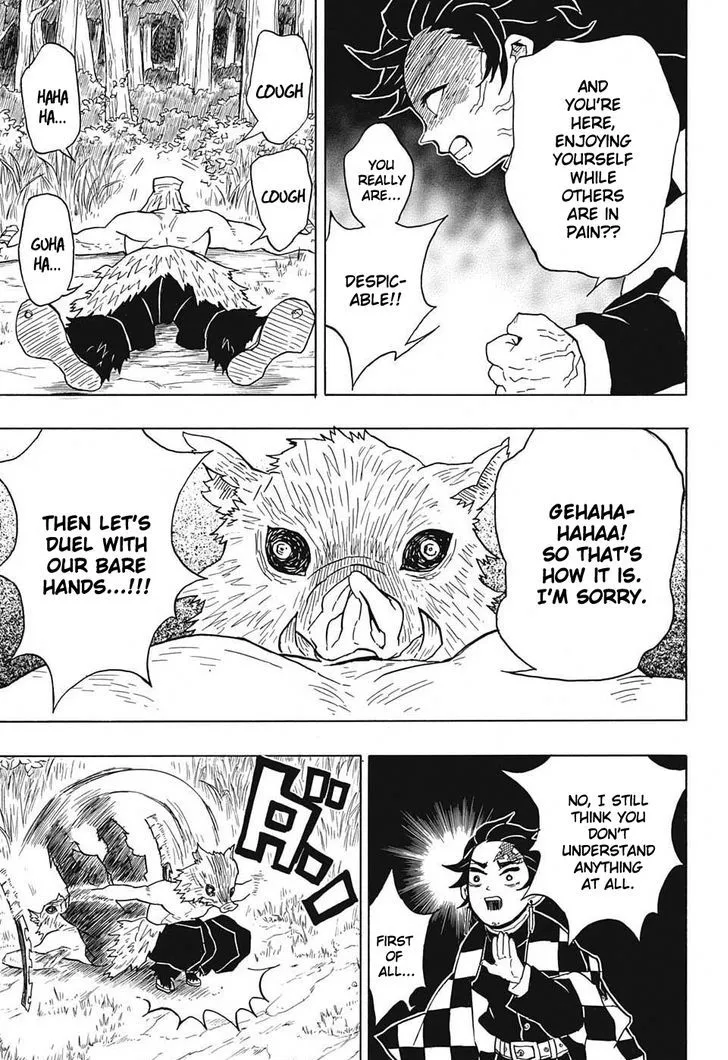 AND
YOU'RE
HERE,
ENJOYING
YOURSELF
WHILE
OTHERS
ARE IN
PAIN??
YOU
REALLY
ARE...
DESPIC-
ABLE!!
COUGH
COUGH
HAHA
HA...
GUHA
HA...
GEHAHA-
HAHAA!
SO THAT'S
HOW IT IS.
I'M SORRY.
THEN LET'S
DUEL WITH
OUR BARE
HANDS...!!!
NO, I STILL
THINK YOU
DON'T
UNDERSTAND
ANYTHING
AT ALL.
FIRST
OF
ALL...